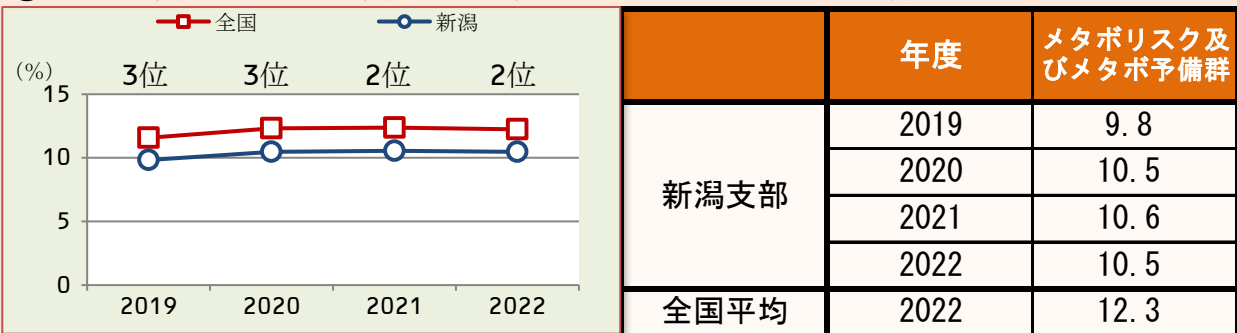 全国 新潟
(%) 3位 3位 2位 2位
15
10
5
0
2019 2020 2021 2022
年度 メタボリスク及
びメタボ予備群
新潟支部
2019 9.8
2020 10.5
2021 10.6
2022 10.5
全国平均 2022 12.3